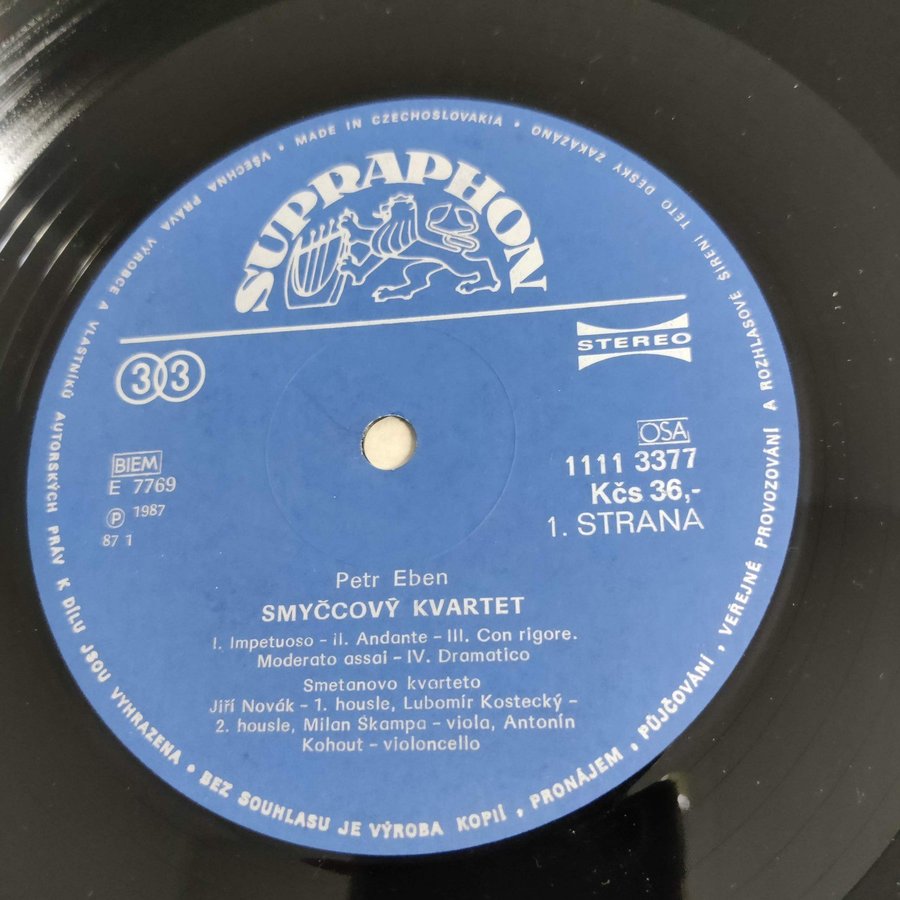 MADE IN CZECHOSLOVAKIA •
VŠECHNA PRÁVA VÝROBCE A VLASTNÍKŮ AUTORSKÝCH PRÁV K DÍLU JSOU VYHRAZENA • BEZ SOUHLASU JE VÝROBA KOPIÍ , PRONÁJEM , PŮJČOVÁNÍ , VEŘEJNÉ PROVOZOVÁNÍ A ROZHLASOVÉ ŠÍŘENÍ TÉTO DESKY ZAKÁZÁNO •
SUPRAPHON
STEREO
33
OSA
BIEM
1111 3377
E 7769
Kčs 36,-
℗ 1987
1. STRANA
87 1
Petr Eben
SMYČCOVÝ KVARTET
I. Impetuoso – II. Andante – III. Con rigore.
Moderato assai – IV. Dramatico
Smetanovo kvarteto
Jiří Novák – 1. housle, Lubomír Kostecký –
2. housle, Milan Škampa – viola, Antonín
Kohout – violoncello